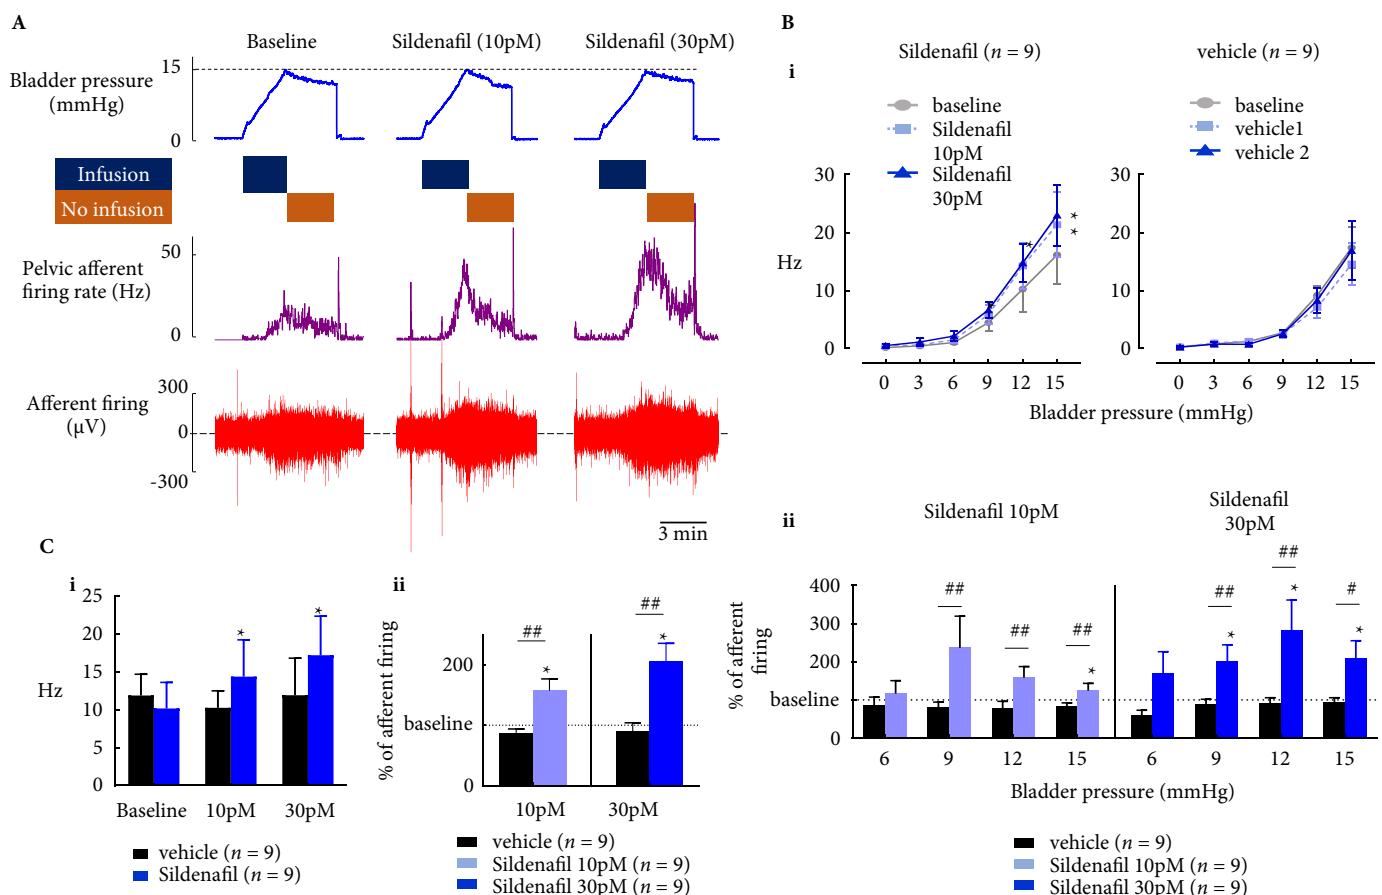 A
Baseline
Sildenafil (10pM)
Sildenafil (30pM)
Bladder pressure
(mmHg)
15
0
Infusion
No infusion
Pelvic afferent
firing rate (Hz)
50
0
Afferent firing
(µV)
300
0
-300
3 min
B
Sildenafil (n = 9)
vehicle (n = 9)
i
baseline
Sildenafil
10pM
Sildenafil
30pM
baseline
vehicle1
vehicle 2
Hz
30
20
10
0
*
*
*
0 3 6 9 12 15
30
20
10
0
0 3 6 9 12 15
Bladder pressure (mmHg)
ii
Sildenafil 10pM
Sildenafil
30pM
% of afferent
firing
400
300
200
baseline
0
##
##
##
*
##
*
##
*
#
*
6 9 12 15 6 9 12 15
Bladder pressure (mmHg)
vehicle (n = 9)
Sildenafil 10pM (n = 9)
Sildenafil 30pM (n = 9)
C
i
Hz
25
20
15
10
5
0
*
*
Baseline 10pM 30pM
vehicle (n = 9)
Sildenafil (n = 9)
ii
% of afferent firing
200
baseline
0
##
*
##
*
10pM 30pM
vehicle (n = 9)
Sildenafil 10pM (n = 9)
Sildenafil 30pM (n = 9)